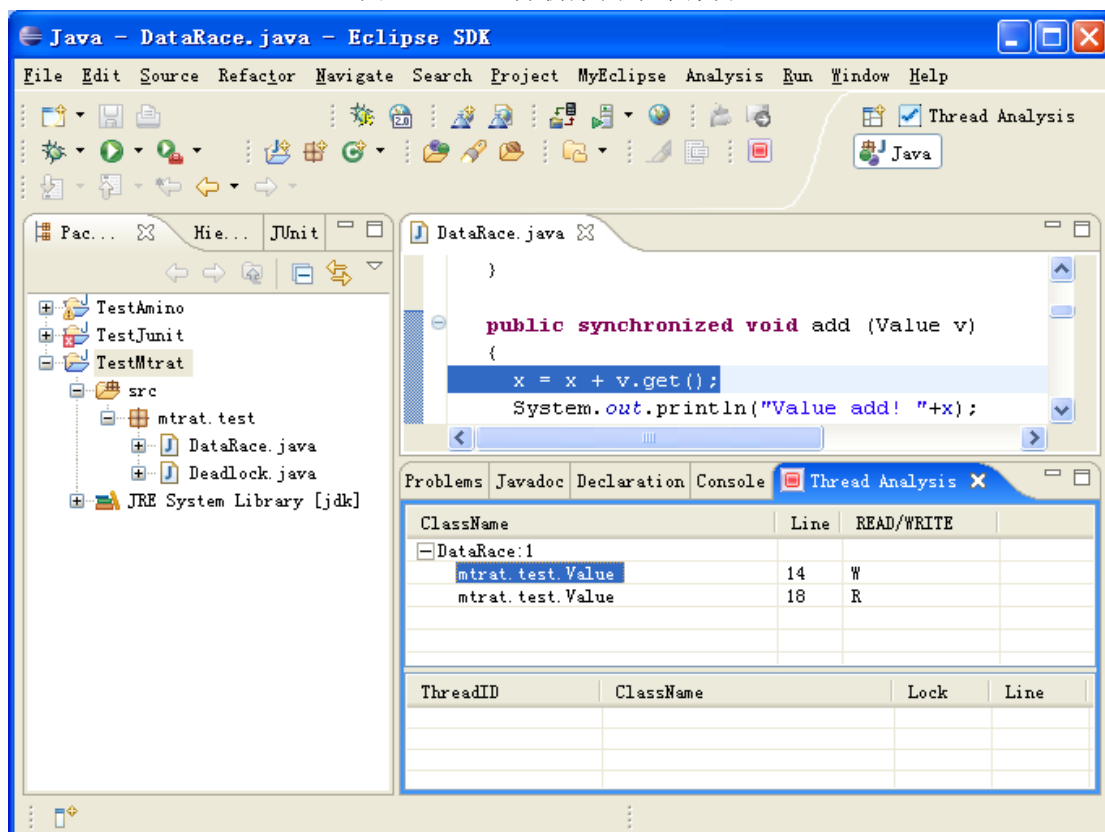 Java - DataRace.java - Eclipse SDK
File Edit Source Refactor Navigate Search Project MyEclipse Analysis Run Window Help
2.0
Thread Analysis
Java
Pac... Hie... JUnit
DataRace.java
}
public synchronized void add (Value v)
{
x = x + v.get();
System.out.println("Value add! "+x);
TestAmino
TestJunit
TestMtrat
src
mtrat.test
DataRace.java
Deadlock.java
JRE System Library [jdk]
Problems Javadoc Declaration Console Thread Analysis
ClassName Line READ/WRITE
DataRace:1
mtrat.test.Value 14 W
mtrat.test.Value 18 R
ThreadID ClassName Lock Line